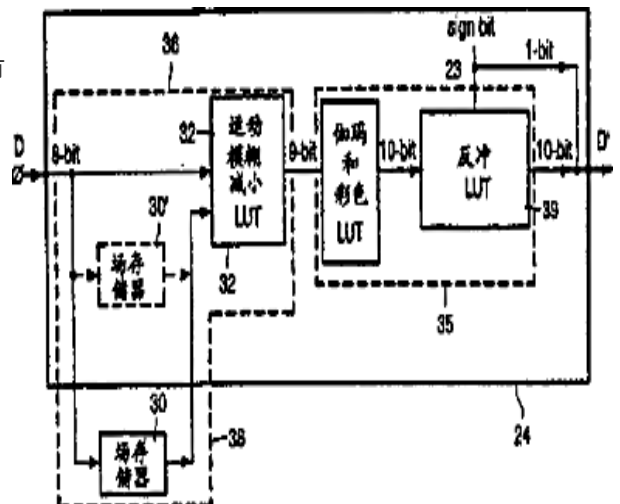 sign bit
36
23
1-bit
32
运动
模糊
减小
LUT
伽玛
和
彩色
LUT
反冲
LUT
D
8-bit
9-bit
10-bit
10-bit
D'
30'
场存
储器
32
39
35
30
场存
储器
38
24